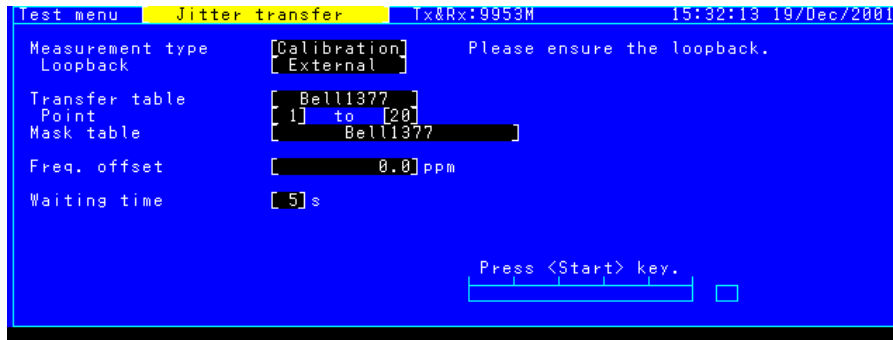 Test menu Jitter transfer Tx&Rx:9953M 15:32:13 19/Dec/2001
Measurement type [Calibration] Please ensure the loopback.
Loopback [ External ]
Transfer table [ Bell1377 ]
Point [ 1] to [20]
Mask table [ Bell1377 ]
Freq. offset [ 0.0]ppm
Waiting time [ 5]s
Press <Start> key.